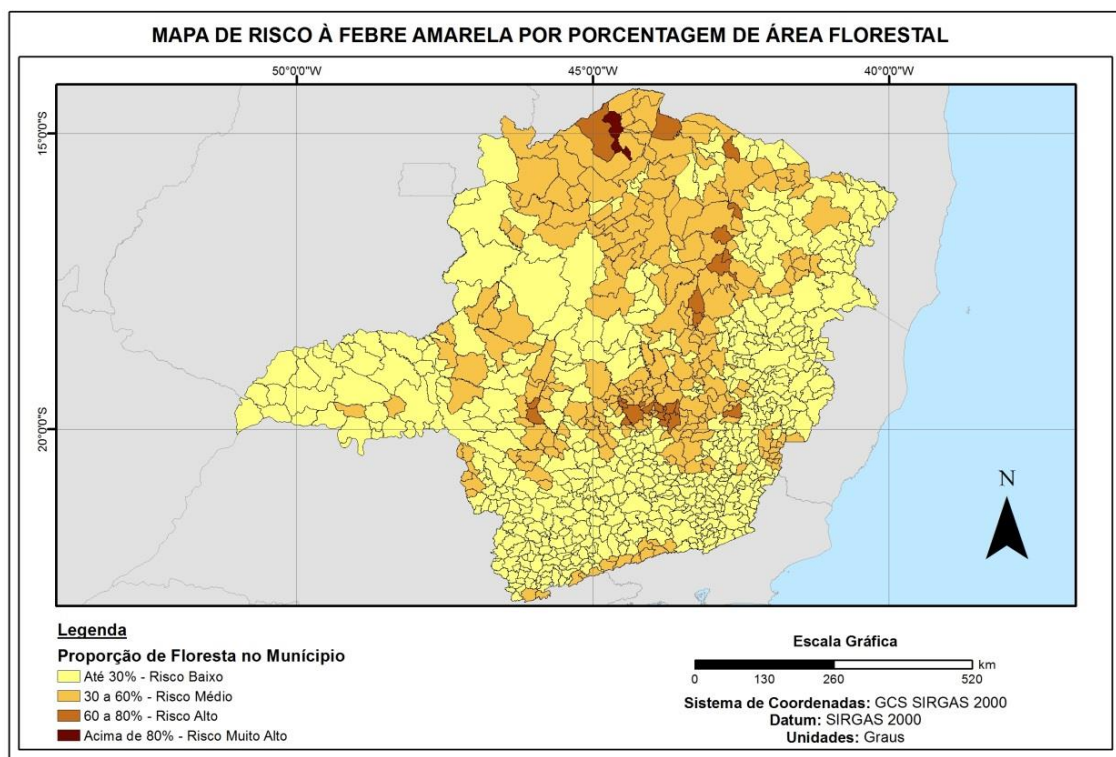 MAPA DE RISCO À FEBRE AMARELA POR PORCENTAGEM DE ÁREA FLORESTAL
50°0'0"W 45°0'0"W 40°0'0"W
15°0'0"S
20°0'0"S
N
Legenda
Proporção de Floresta no Munícipio
Até 30% - Risco Baixo
30 a 60% - Risco Médio
60 a 80% - Risco Alto
Acima de 80% - Risco Muito Alto
Escala Gráfica
km
0 130 260 520
Sistema de Coordenadas: GCS SIRGAS 2000
Datum: SIRGAS 2000
Unidades: Graus